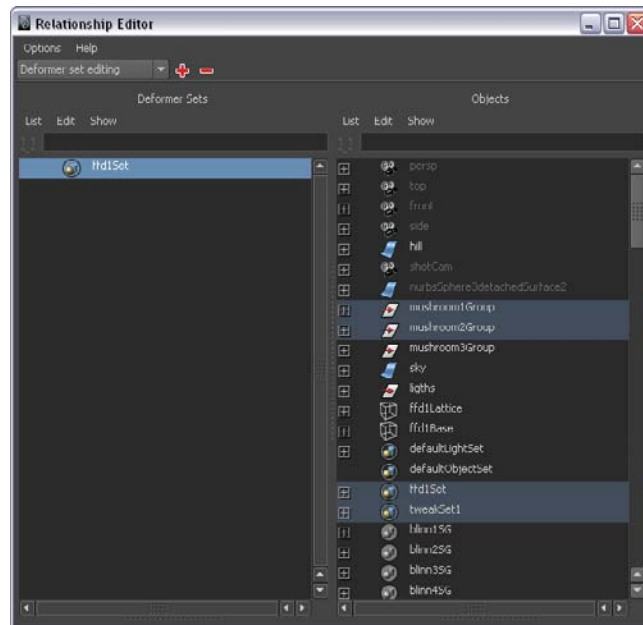 Relationship Editor
Options Help
Deformer set editing
Deformer Sets
List Edit Show
ffd1Set
Objects
List Edit Show
persp
top
front
side
hill
shotCam
nurbsSphere3detachedSurface2
mushroom1Group
mushroom2Group
mushroom3Group
sky
ligths
ffd1Lattice
ffd1Base
defaultLightSet
defaultObjectSet
ffd1Set
tweakSet1
blinn1SG
blinn2SG
blinn3SG
blinn4SG